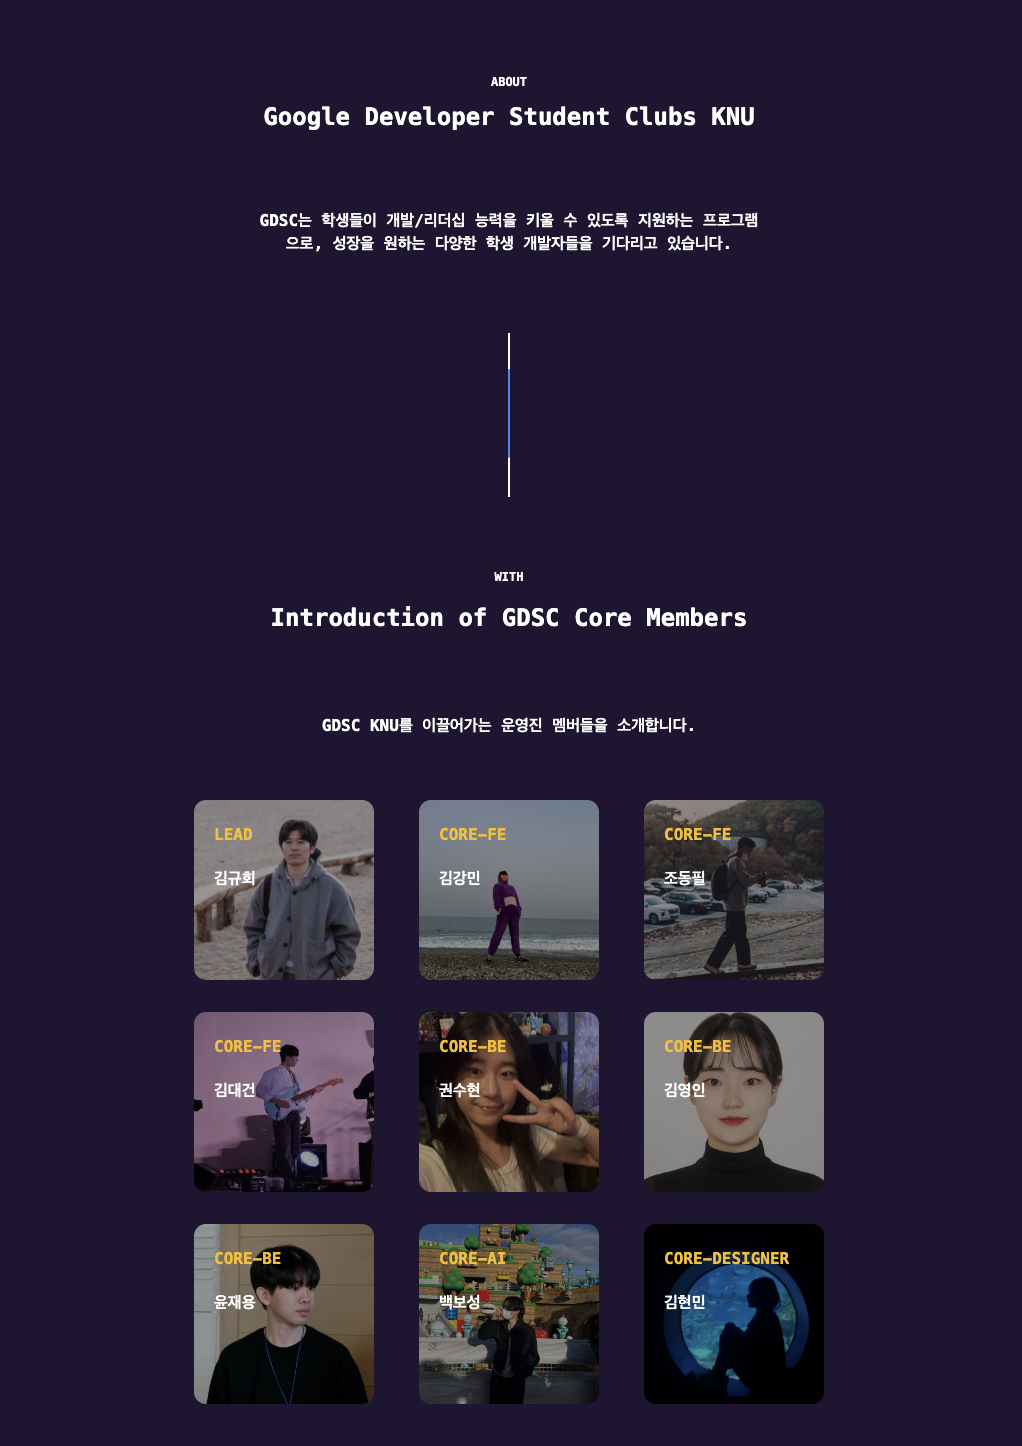 ABOUT
Google Developer Student Clubs KNU
GDSC는 학생들이 개발/리더십 능력을 키울 수 있도록 지원하는 프로그램
으로, 성장을 원하는 다양한 학생 개발자들을 기다리고 있습니다.
WITH
Introduction of GDSC Core Members
GDSC KNU를 이끌어가는 운영진 멤버들을 소개합니다.
LEAD
김규회
CORE-FE
김강민
CORE-FE
조동필
CORE-FE
김대건
CORE-BE
권수현
CORE-BE
김영인
CORE-BE
윤재용
CORE-AI
백보성
CORE-DESIGNER
김현민